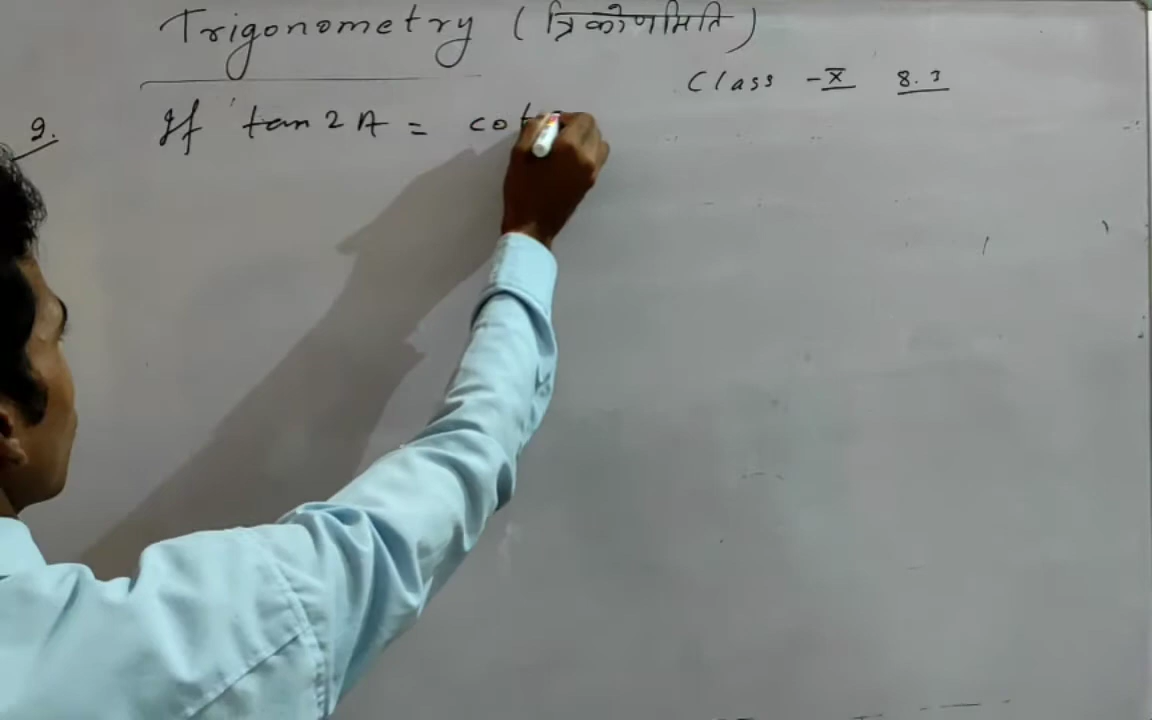 Trigonometry (त्रिकोणमिति)
Class - X 8.3
9. If tan 2A = cot